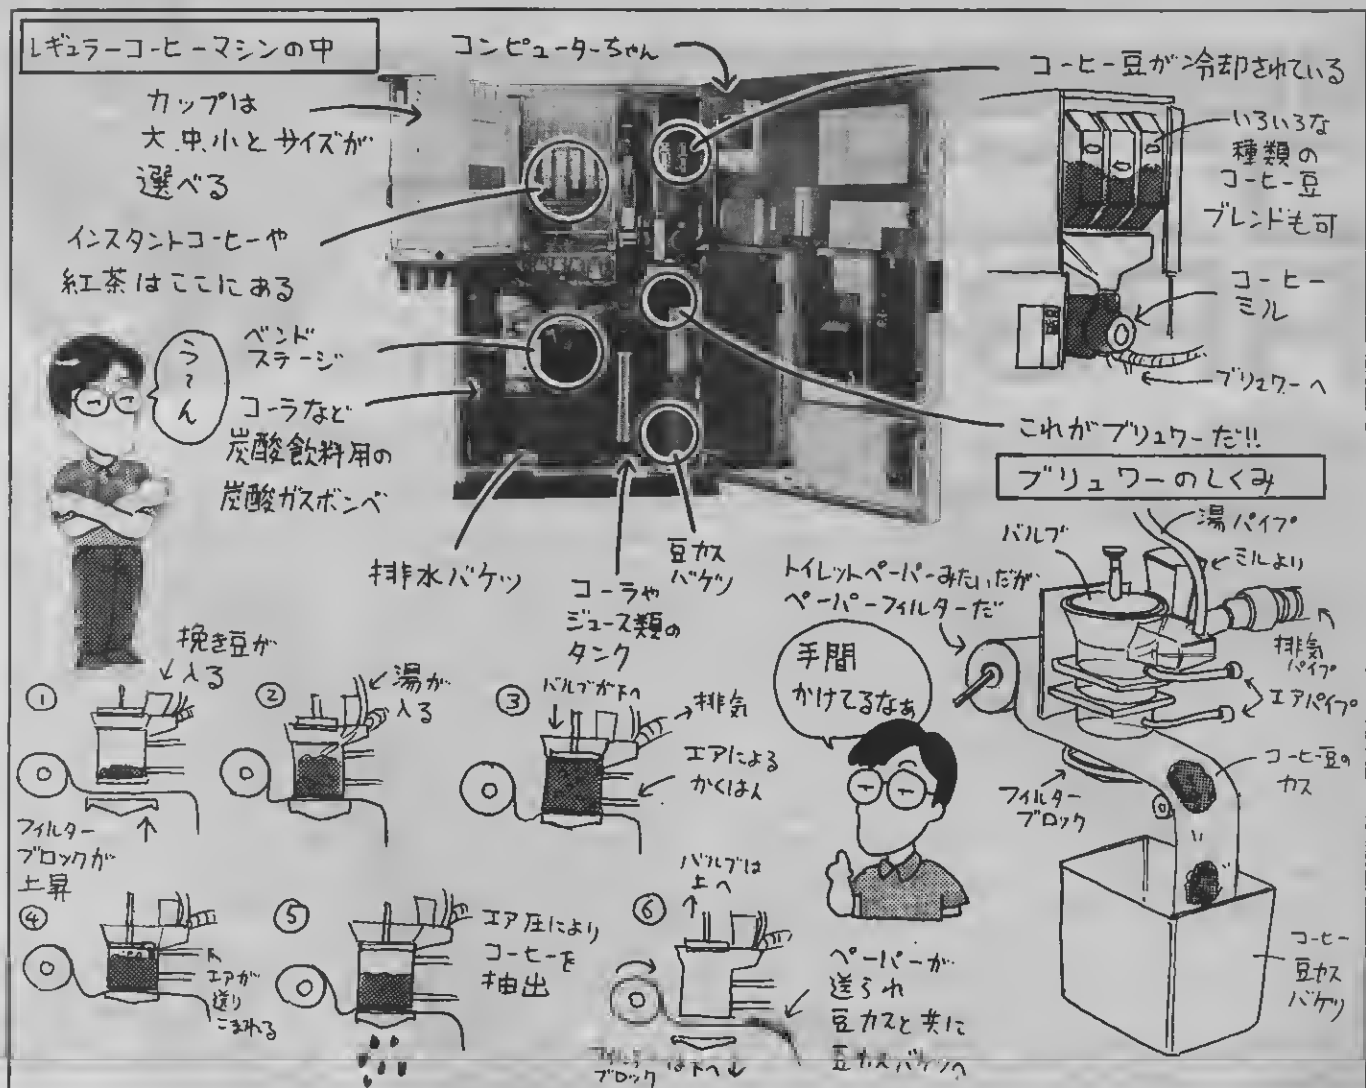 レギュラーコーヒーマシンの中
コンピューターちゃん
カップは
大.中.小とサイズが
選べる
インスタントコーヒーや
紅茶はここにある
う〜ん
ベンド
ステージ
コーラなど
炭酸飲料用の
炭酸ガスボンベ
排水バケツ
コーラや
ジュース類の
タンク
豆カス
バケツ
コーヒー豆が冷却されている
いろいろな
種類の
コーヒー豆
ブレンドも可
コーヒー
ミル
ブリュワーへ
これがブリュワーだ!!
ブリュワーのしくみ
バルブ
湯パイプ
ミルより
排気
パイプ
エアパイプ
トイレットペーパーみたいだが
ペーパーフィルターだ
フィルター
ブロック
コーヒー豆の
カス
コーヒー
豆カス
バケツ
手間
かけてるなぁ
①
挽き豆が
入る
フィルター
ブロックが
上昇
②
湯が
入る
③
バルブが下へ
排気
エアによる
かくはん
④
エアが
送り
こまれる
⑤
エア圧により
コーヒーを
抽出
⑥
バルブは
上へ
フィルター
ブロックは下へ
ペーパーが
送られ
豆カスと共に
豆カスバケツへ